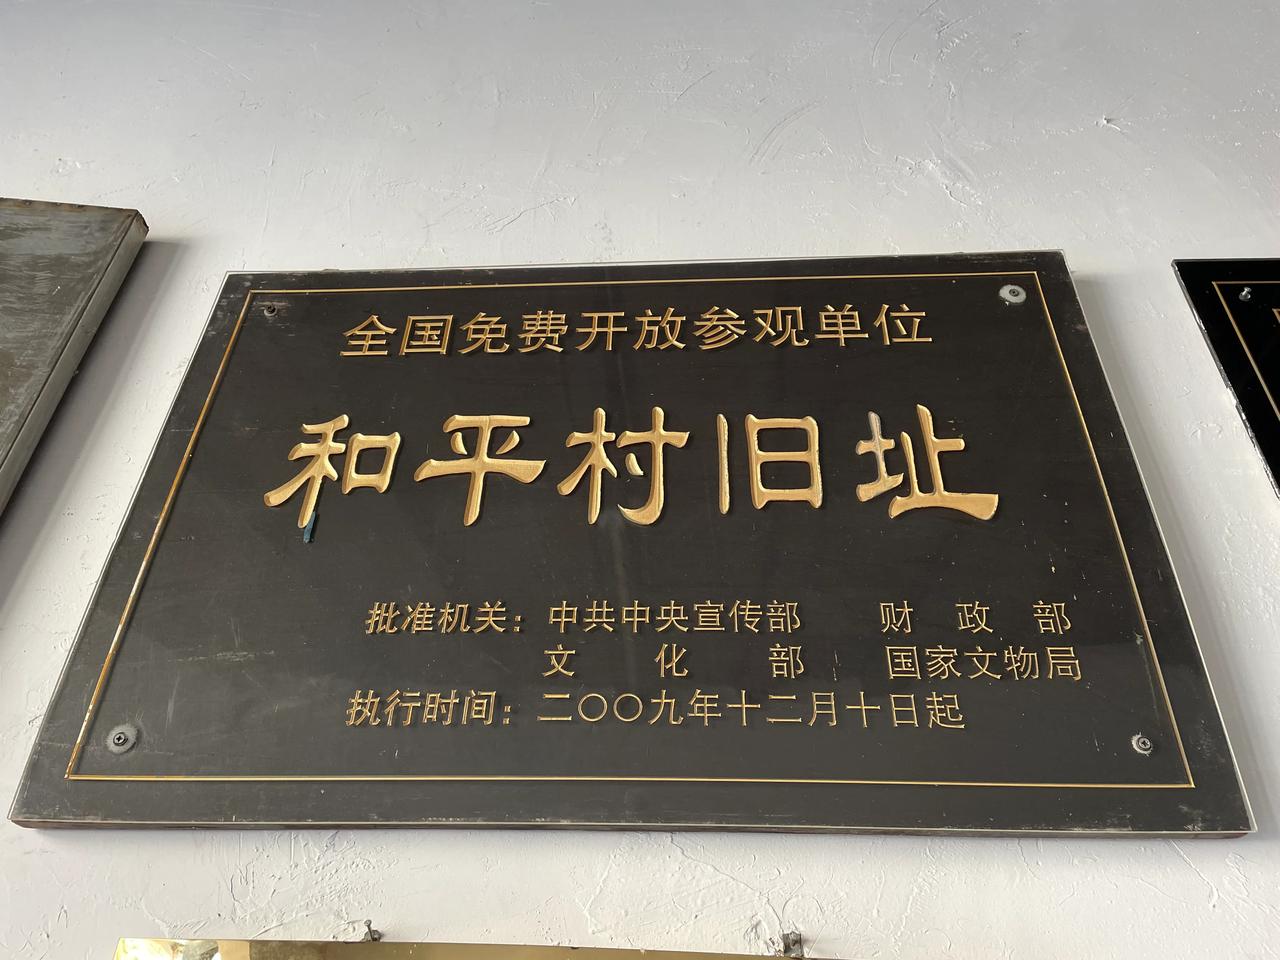 全国免费开放参观单位
和平村旧址
批准机关：中共中央宣传部 财政部
文化部 国家文物局
执行时间：二〇〇九年十二月十日起